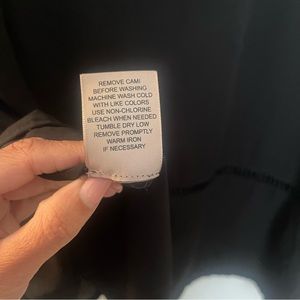 REMOVE CAMI
BEFORE WASHING
MACHINE WASH COLD
WITH LIKE COLORS
USE NON-CHLORINE
BLEACH WHEN NEEDED
TUMBLE DRY LOW
REMOVE PROMPTLY
WARM IRON
IF NECESSARY